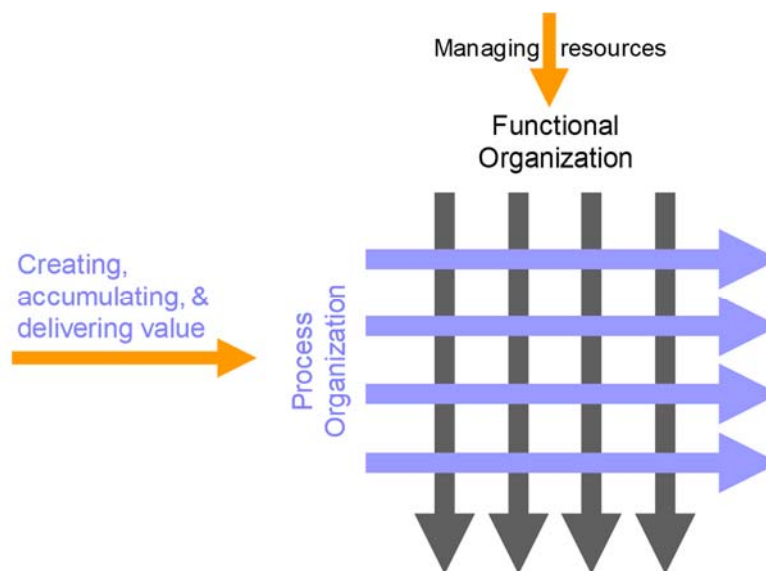 Managing resources
Functional
Organization
Creating,
accumulating, &
delivering value
Process
Organization